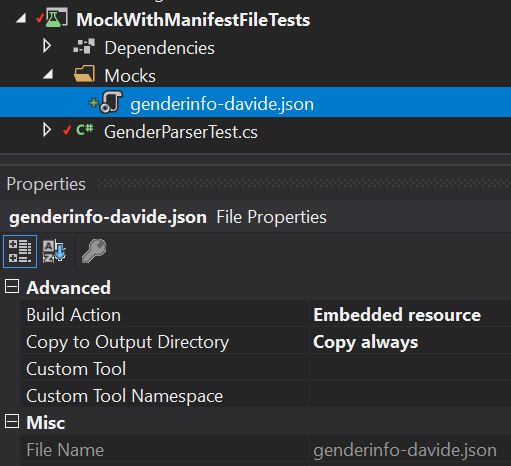 MockWithManifestFileTests
Dependencies
Mocks
genderinfo-davide.json
C# GenderParserTest.cs
Properties
genderinfo-davide.json File Properties
Advanced
Build Action Embedded resource
Copy to Output Directory Copy always
Custom Tool
Custom Tool Namespace
Misc
File Name genderinfo-davide.json